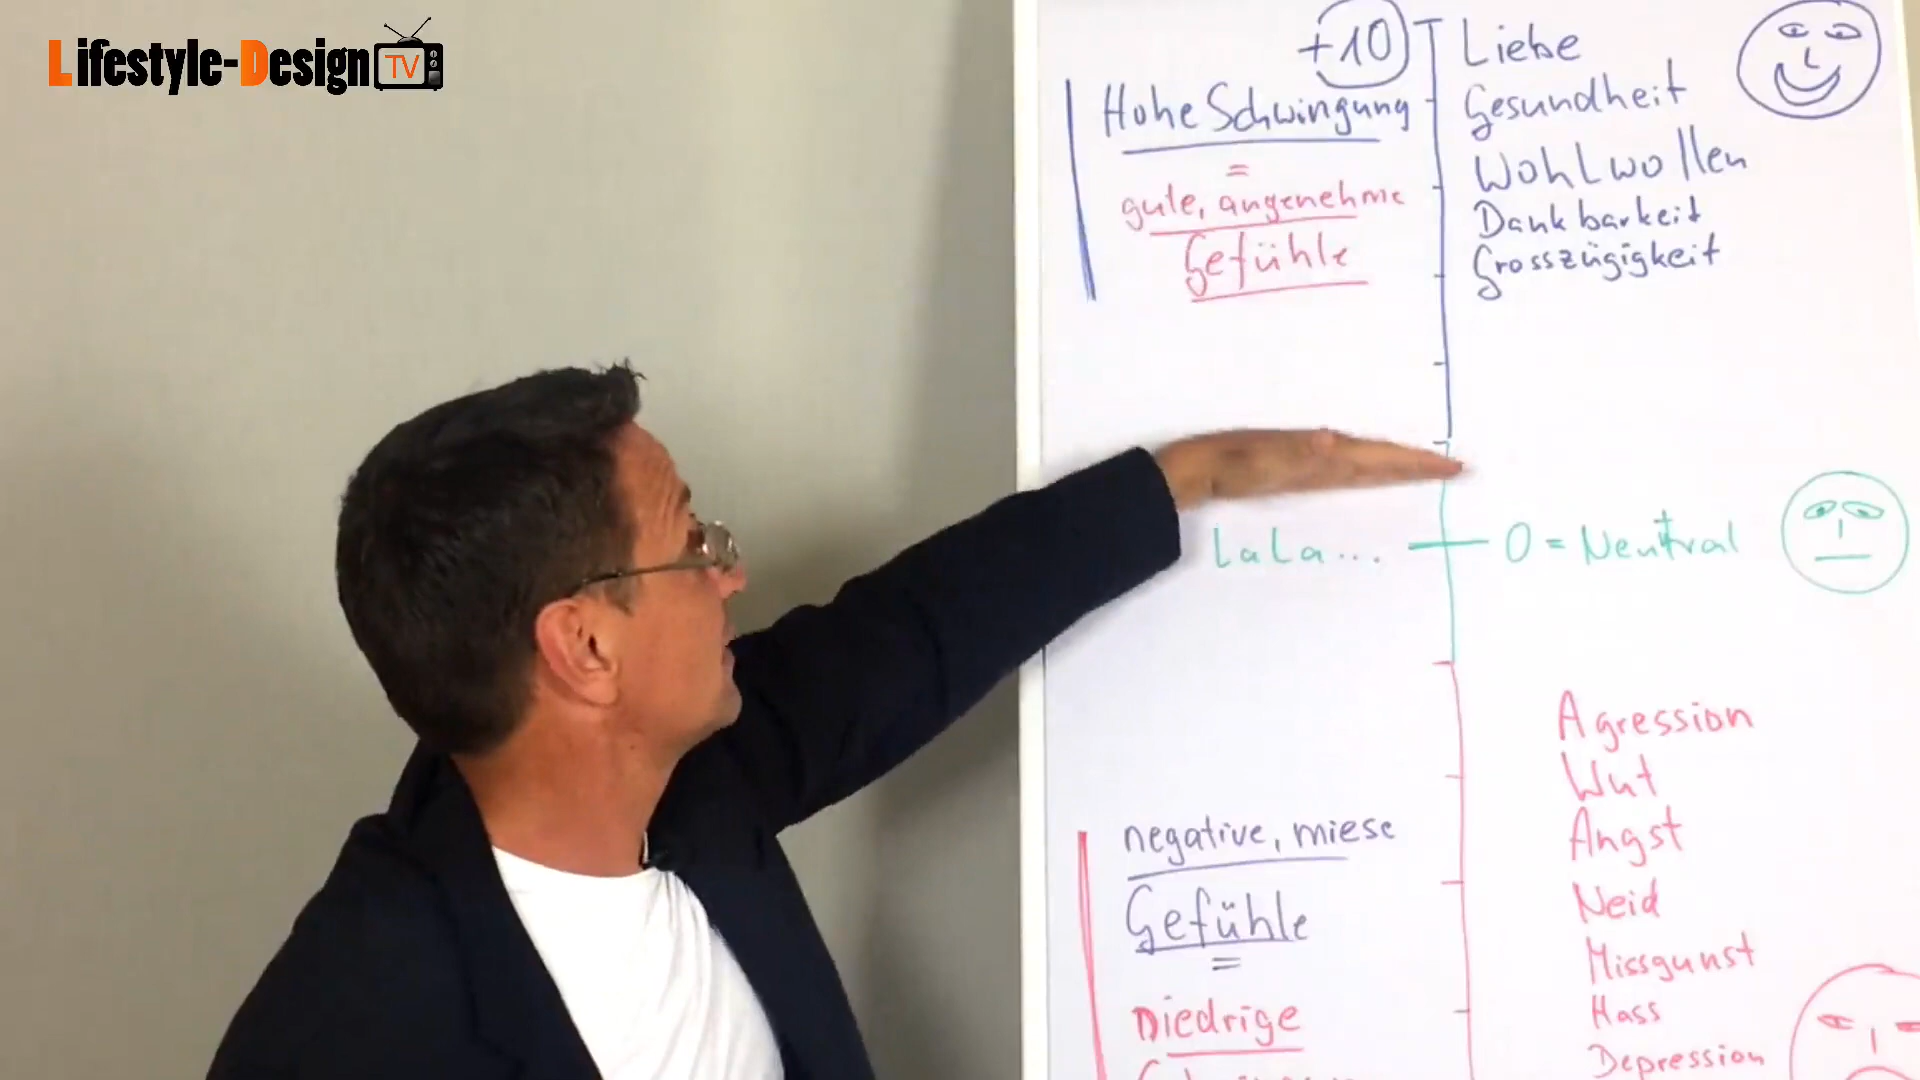 Lifestyle-Design TV
+10
Liebe
Hohe Schwingung
Gesundheit
=
Wohlwollen
gute, angenehme
Dankbarkeit
Gefühle
Grosszügigkeit
LaLa...
0 = Neutral
Agression
Wut
negative, miese
Angst
Gefühle
Neid
=
Missgunst
Niedrige
Hass
Depression